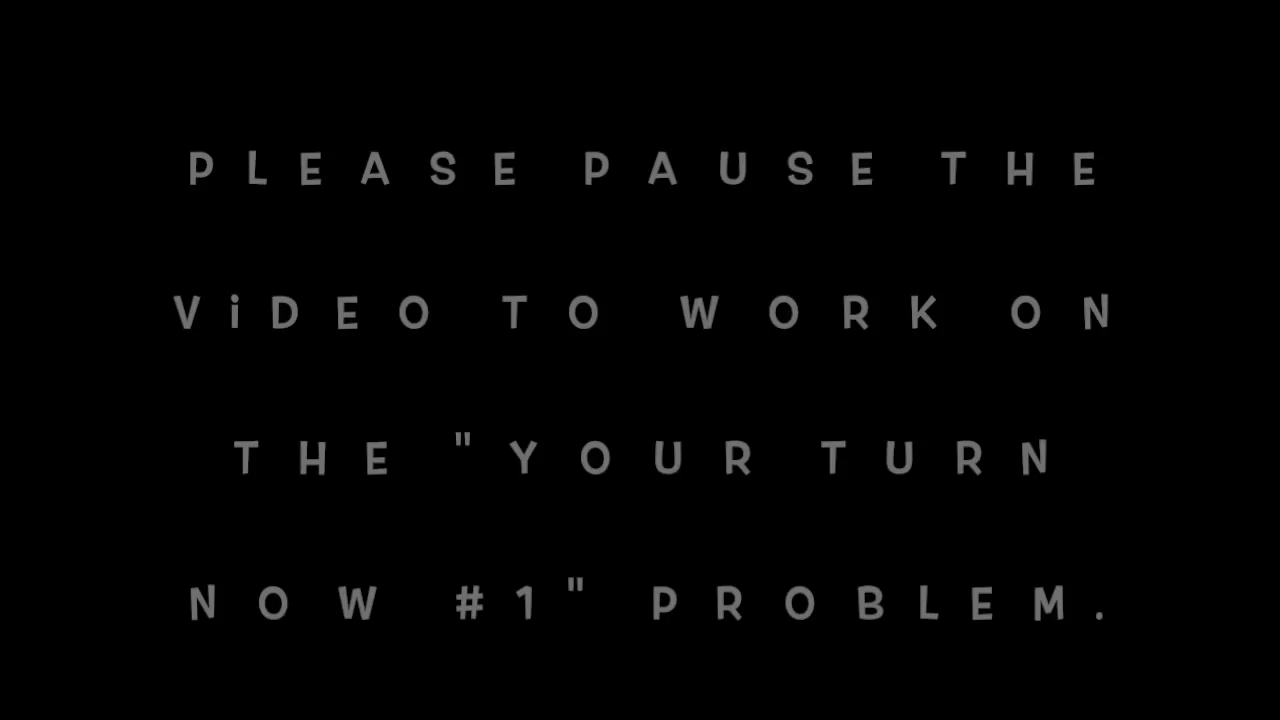 PLEASE PAUSE THE
ViDEO TO WORK ON
THE "YOUR TURN
NOW #1" PROBLEM.